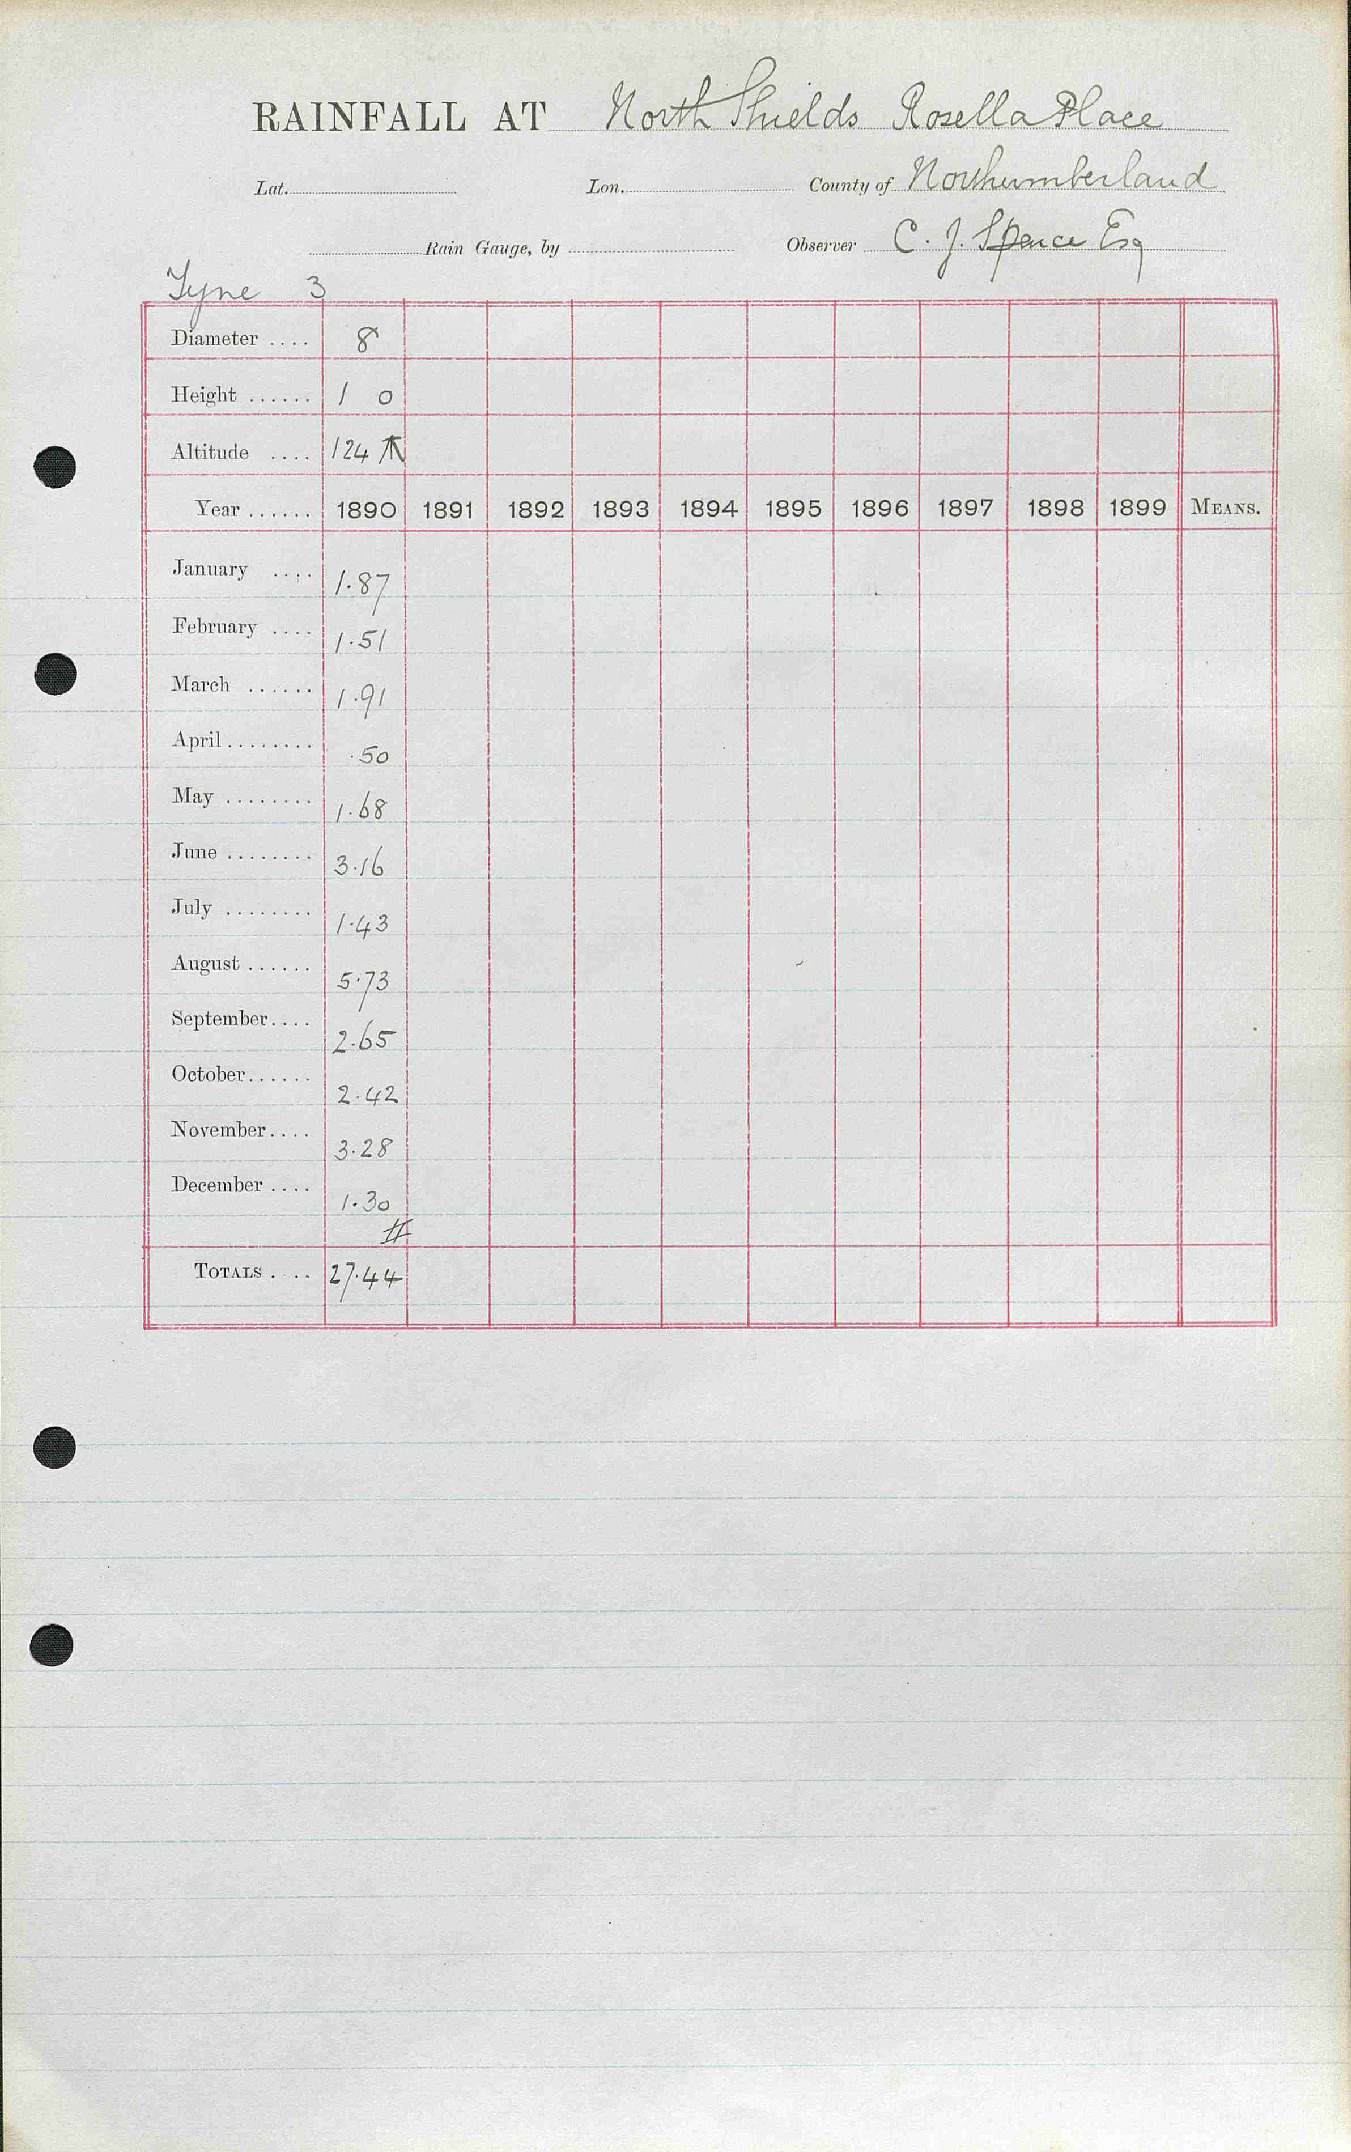 RAINFALL AT North Shields Rosella Place
Lat. Lon. County of Northumberland
Rain Gauge, by Observer C. J. Spence Esq
Tyne 3
Diameter .... 8
Height ...... 1 0
Altitude .... 124
Year ...... 1890 1891 1892 1893 1894 1895 1896 1897 1898 1899 MEANS.
January .... 1.87
February .... 1.51
March ...... 1.91
April ........ .50
May ........ 1.68
June ........ 3.16
July ........ 1.43
August ...... 5.73
September.... 2.65
October...... 2.42
November.... 3.28
December .... 1.30
#
TOTALS .... 27.44